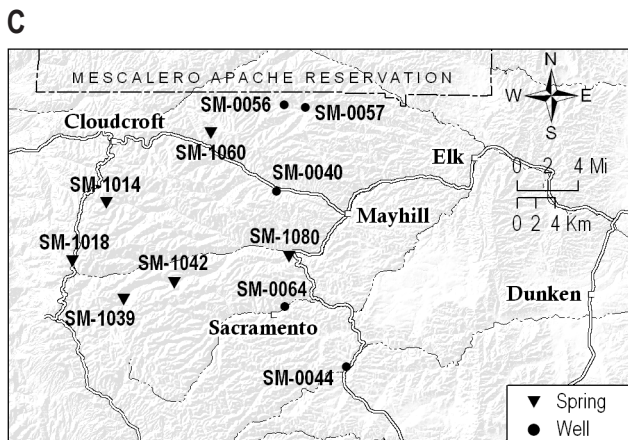 C
MESCALERO APACHE RESERVATION
N
W E
S
SM-0056
SM-0057
Cloudcroft
SM-1060
Elk
0 2 4 Mi
0 2 4 Km
SM-0040
SM-1014
Mayhill
SM-1018
SM-1080
SM-1042
SM-0064
Dunken
SM-1039
Sacramento
SM-0044
Spring
Well